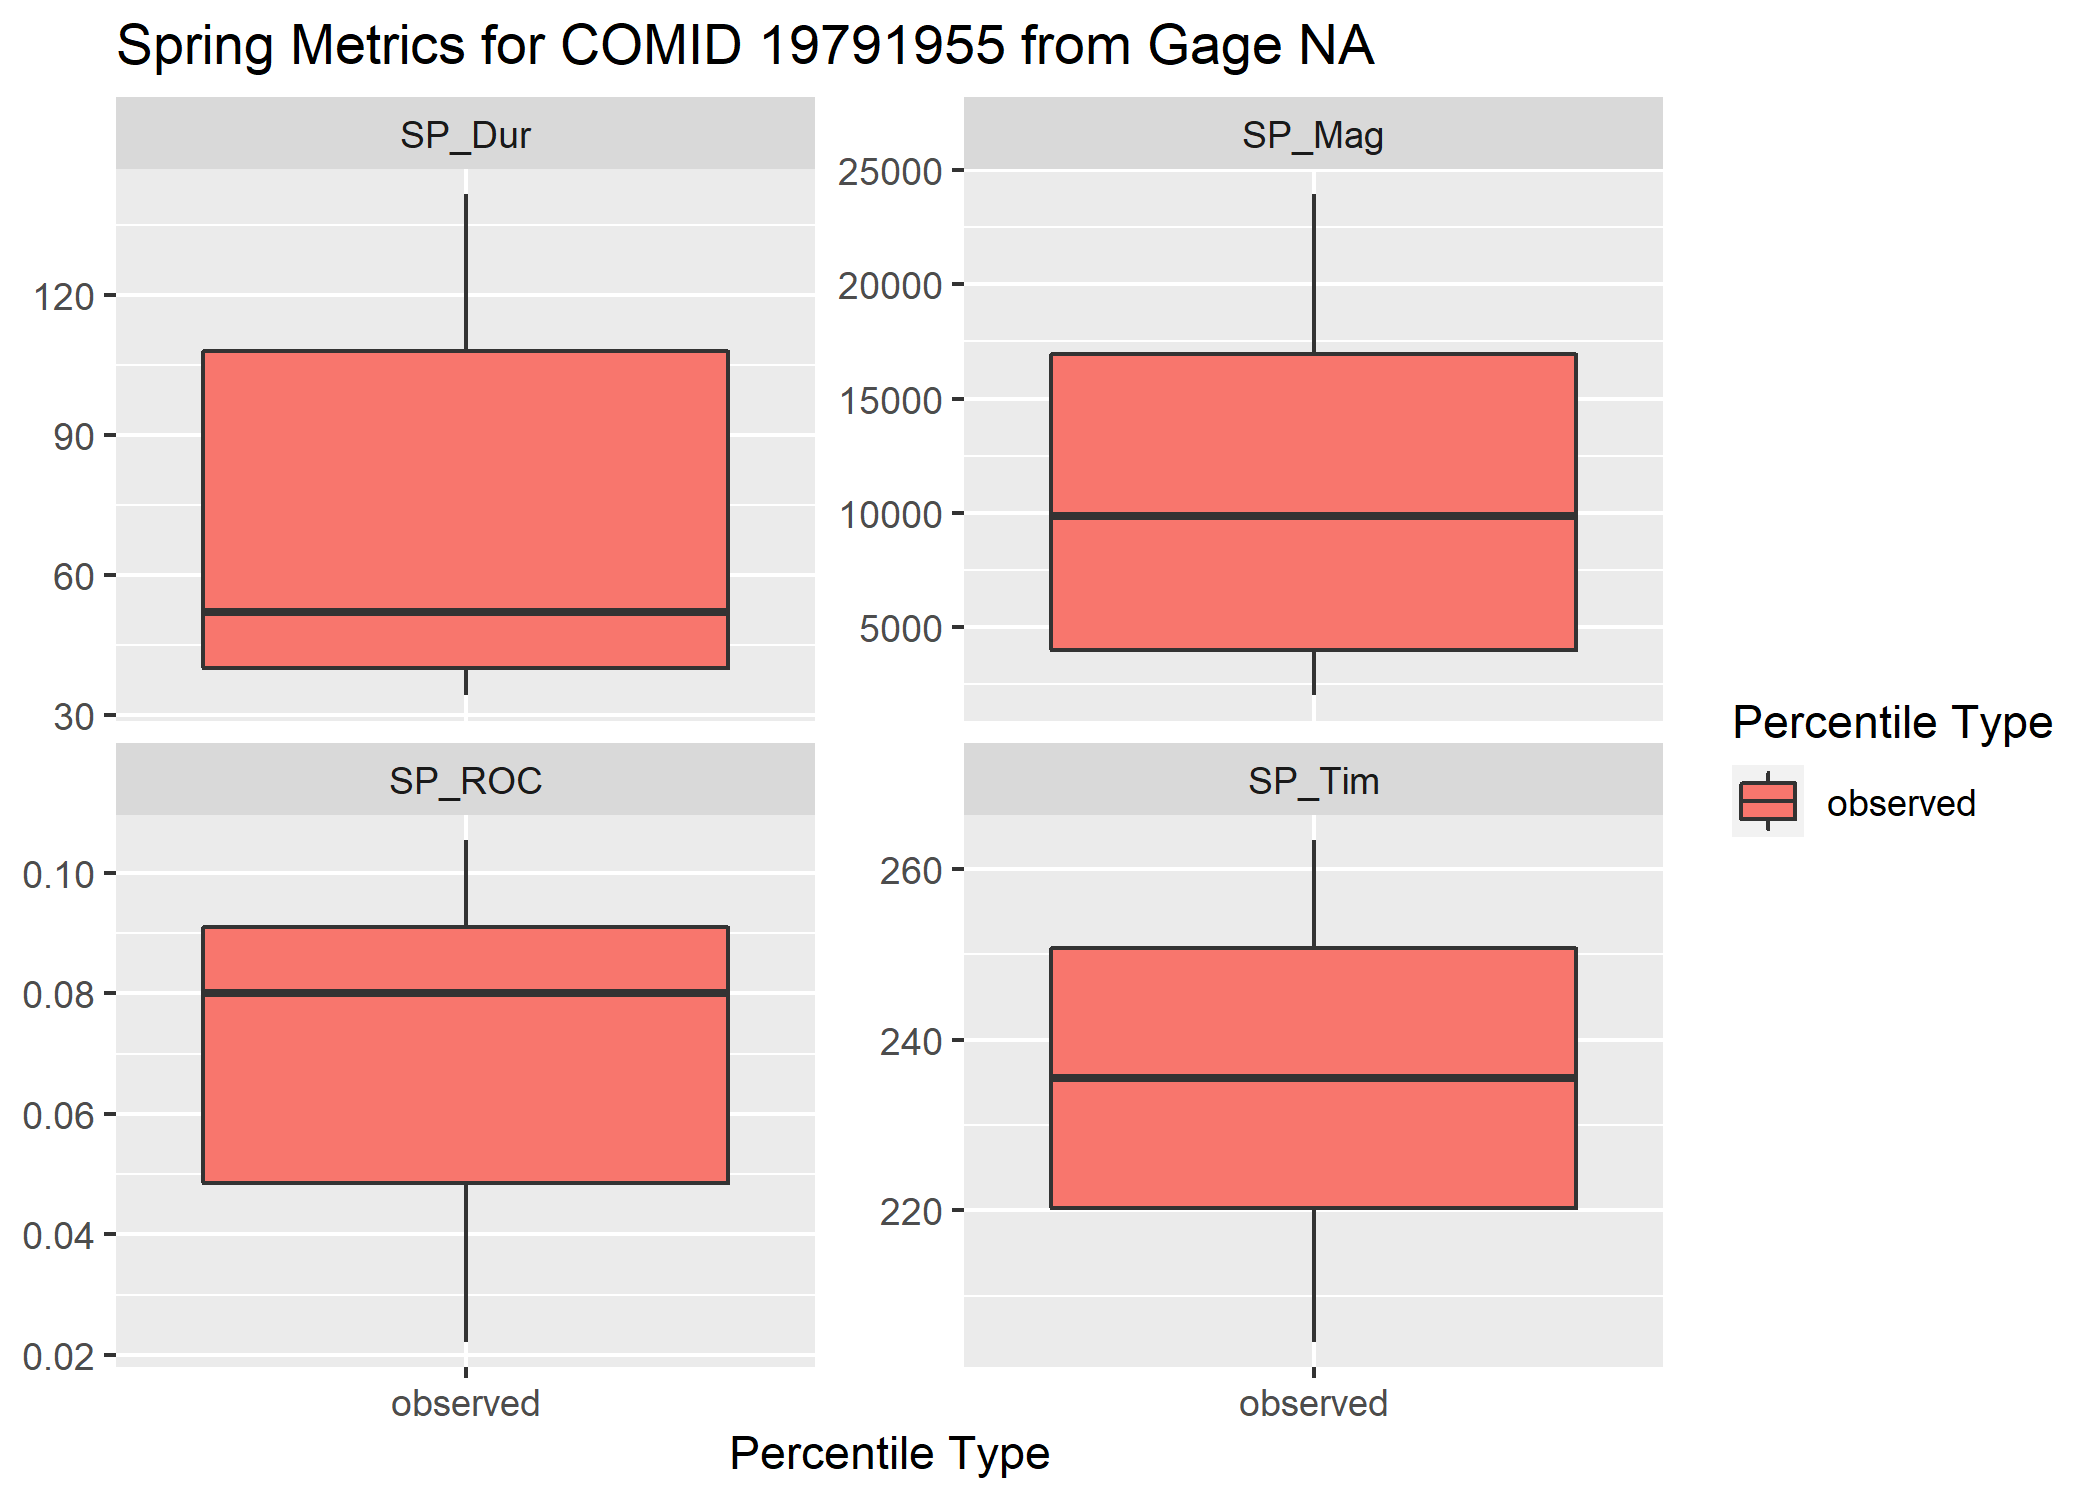 Spring Metrics for COMID 19791955 from Gage NA
SP_Dur
SP_Mag
120
90
60
30
25000
20000
15000
10000
5000
SP_ROC
SP_Tim
0.10
0.08
0.06
0.04
0.02
260
240
220
observed
observed
Percentile Type
Percentile Type
observed